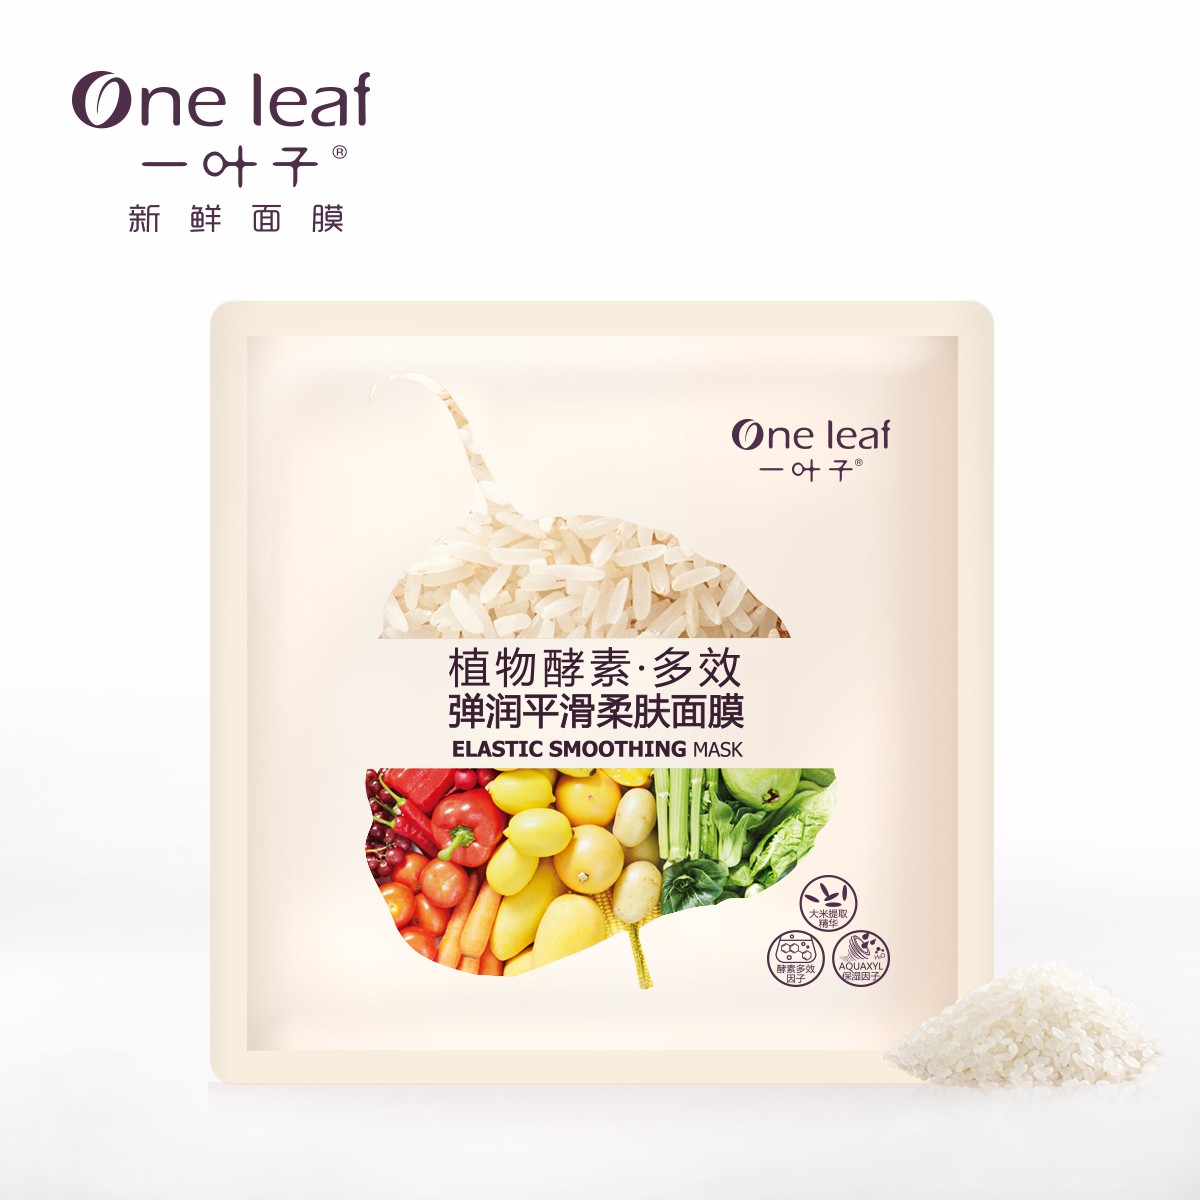 One leaf
一叶子®
新鲜面膜
One leaf
一叶子®
植物酵素·多效
弹润平滑柔肤面膜
ELASTIC SMOOTHING MASK
大米提取
精华
酵素多效
因子
H₂O
AQUAXYL
保湿因子